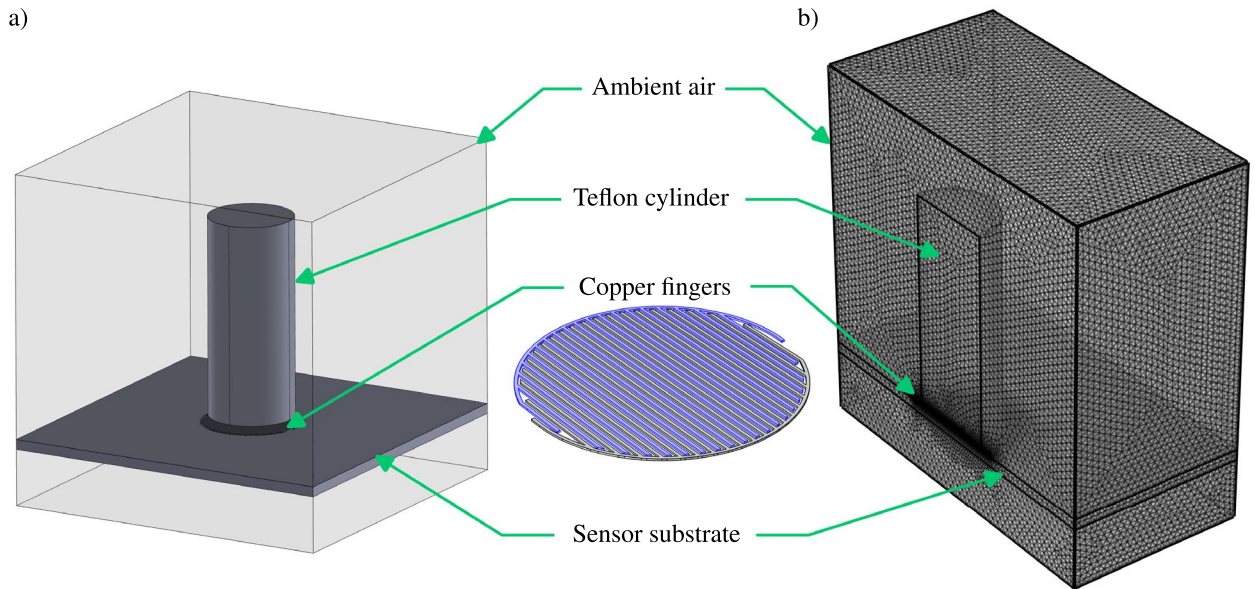 a)
b)
Ambient air
Teflon cylinder
Copper fingers
Sensor substrate